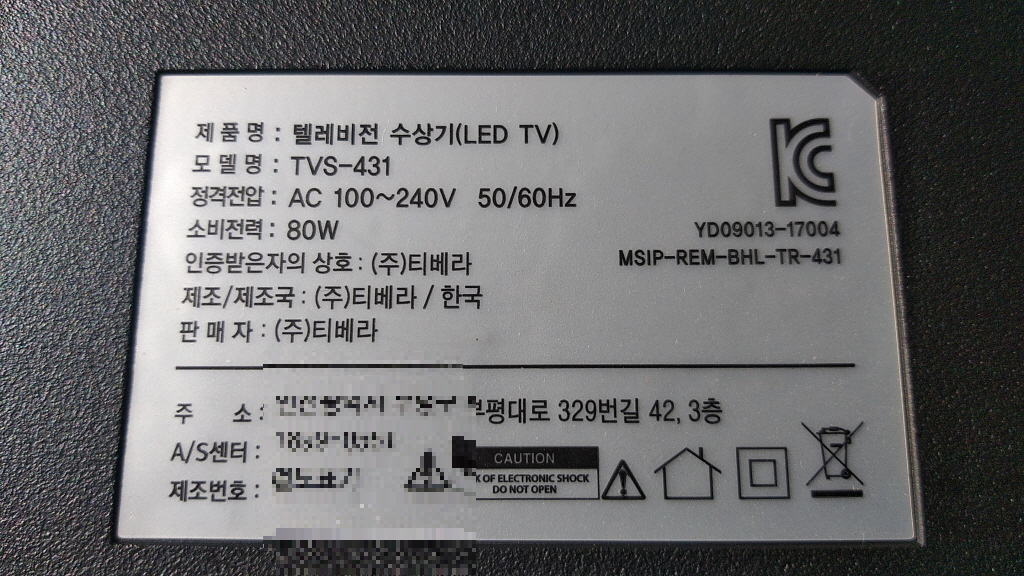 제 품 명 : 텔레비전 수상기(LED TV)
모 델 명 : TVS-431
정격전압 : AC 100~240V 50/60Hz
소비전력 : 80W
인증받은자의 상호 : (주)티베라
제조/제조국 : (주)티베라 / 한국
판 매 자 : (주)티베라
KC
YD09013-17004
MSIP-REM-BHL-TR-431
주 소 : 329번길 42, 3층
A/S센터 :
제조번호 :
CAUTION
OF ELECTRONIC SHOCK
DO NOT OPEN